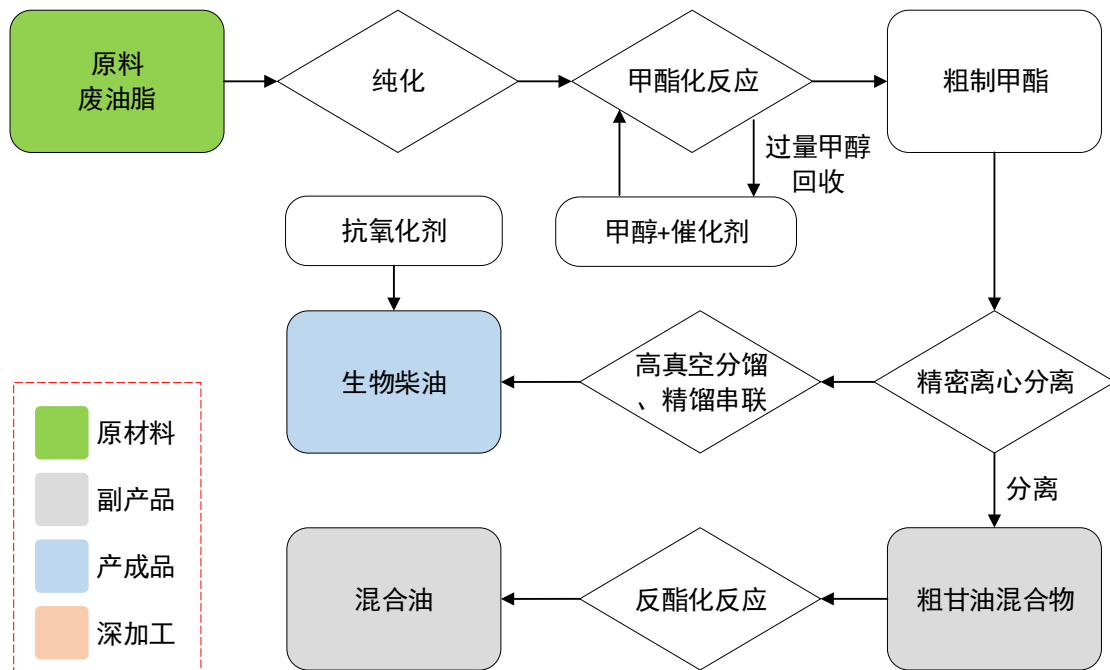 原料
废油脂
纯化
甲酯化反应
粗制甲酯
过量甲醇
回收
抗氧化剂
甲醇+催化剂
生物柴油
高真空分馏
、精馏串联
精密离心分离
原材料
副产品
产成品
深加工
分离
混合油
反酯化反应
粗甘油混合物